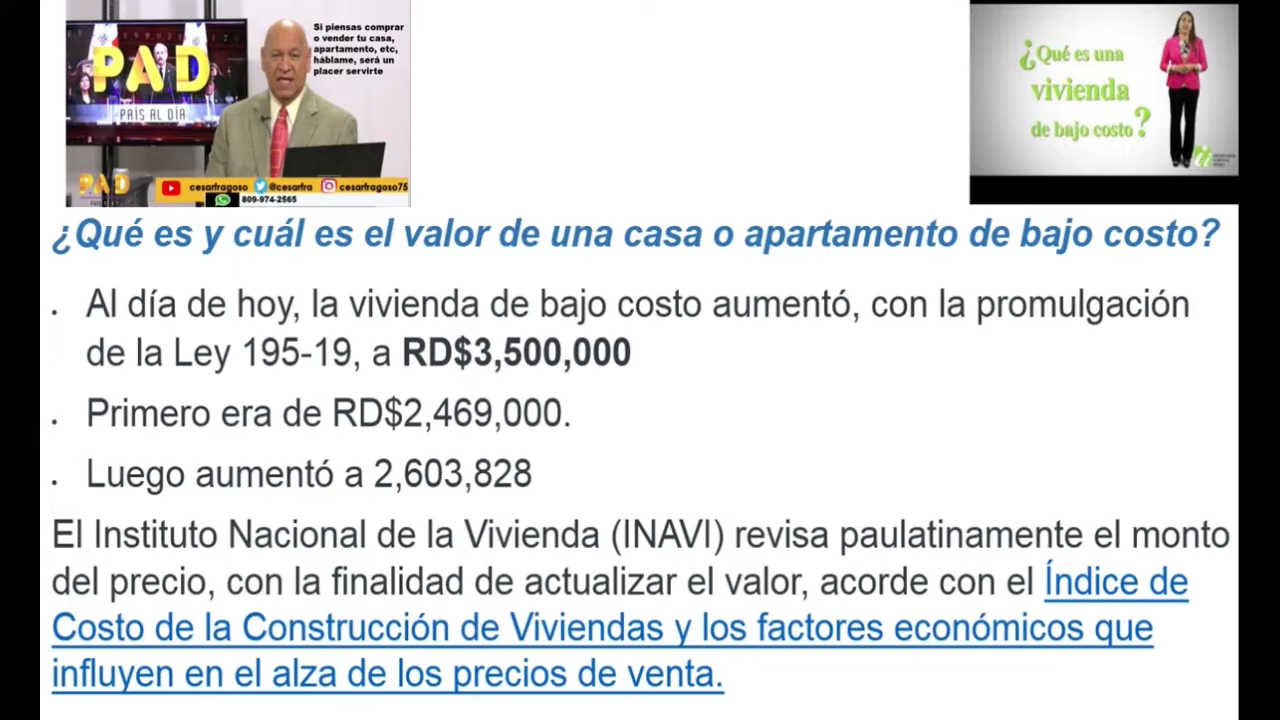 PAD
PAÍS AL DÍA
Si piensas comprar
o vender tu casa,
apartamento, etc,
háblame, será un
placer servirte
PAD
cesarfragoso @cesarfra cesarfragoso75
809-974-2565
¿Qué es una
vivienda
de bajo costo?
¿Qué es y cuál es el valor de una casa o apartamento de bajo costo?
. Al día de hoy, la vivienda de bajo costo aumentó, con la promulgación
de la Ley 195-19, a RD$3,500,000
. Primero era de RD$2,469,000.
. Luego aumentó a 2,603,828
El Instituto Nacional de la Vivienda (INAVI) revisa paulatinamente el monto
del precio, con la finalidad de actualizar el valor, acorde con el Índice de
Costo de la Construcción de Viviendas y los factores económicos que
influyen en el alza de los precios de venta.